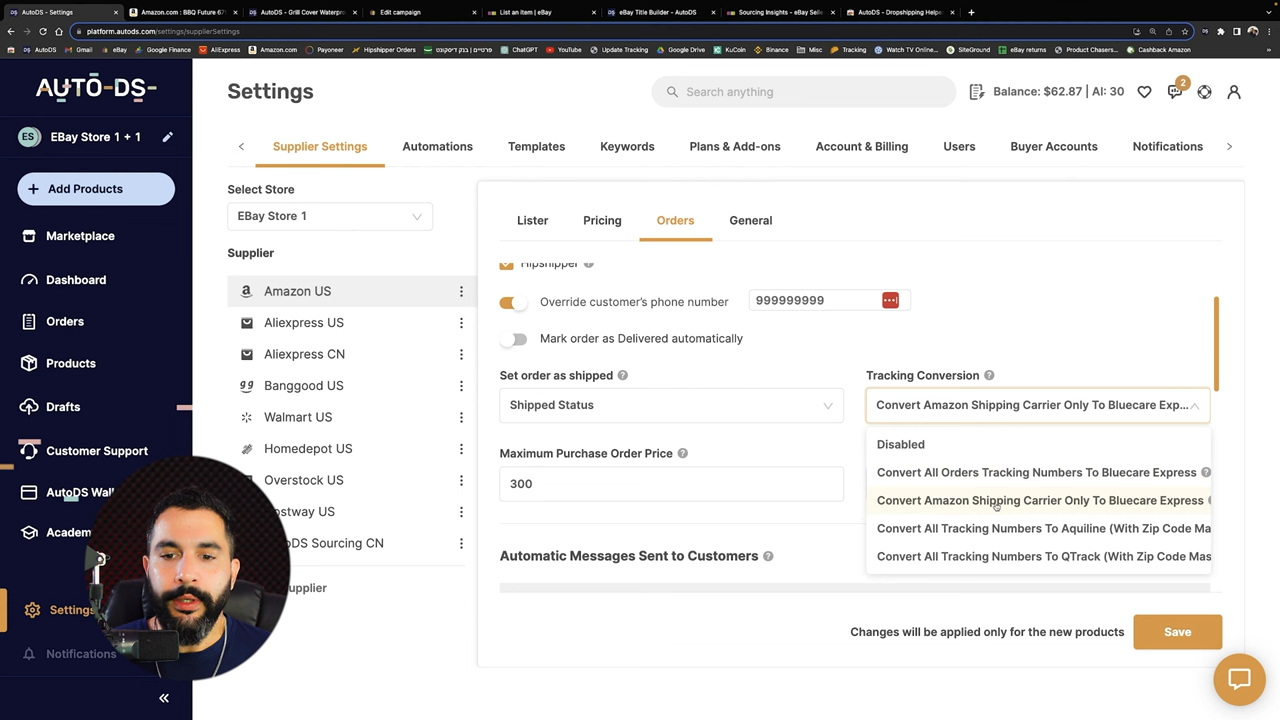 AutoDS - Settings
Amazon.com : BBQ Future 67
AutoDS - Grill Cover Waterpro
Edit campaign
List an item | eBay
eBay Title Builder - AutoDS
Sourcing Insights - eBay Selle
AutoDS - Dropshipping Helpe
platform.autods.com/settings/supplierSettings
AutoDS
Gmail
eBay
Google Finance
AliExpress
Amazon.com
Payoneer
Hipshipper Orders
ChatGPT
YouTube
Update Tracking
Google Drive
KuCoin
Binance
Misc
Tracking
Watch TV Online...
SiteGround
eBay returns
Product Chasers...
Cashback Amazon
AUTO-DS-
ES EBay Store 1 + 1
+ Add Products
Marketplace
Dashboard
Orders
Products
Drafts
Customer Support
AutoDS Wall
Academ
Settings
Notifications
Settings
Search anything
Balance: $62.87 | AI: 30
2
Supplier Settings
Automations
Templates
Keywords
Plans & Add-ons
Account & Billing
Users
Buyer Accounts
Notifications
Select Store
EBay Store 1
Supplier
Amazon US
Aliexpress US
Aliexpress CN
Banggood US
Walmart US
Homedepot US
Overstock US
ostway US
DS Sourcing CN
upplier
Lister
Pricing
Orders
General
Hipshipper
Override customer's phone number
999999999
Mark order as Delivered automatically
Set order as shipped
Shipped Status
Tracking Conversion
Convert Amazon Shipping Carrier Only To Bluecare Exp...
Disabled
Convert All Orders Tracking Numbers To Bluecare Express
Convert Amazon Shipping Carrier Only To Bluecare Express
Convert All Tracking Numbers To Aquiline (With Zip Code Ma
Convert All Tracking Numbers To QTrack (With Zip Code Mas
Maximum Purchase Order Price
300
Automatic Messages Sent to Customers
Changes will be applied only for the new products
Save